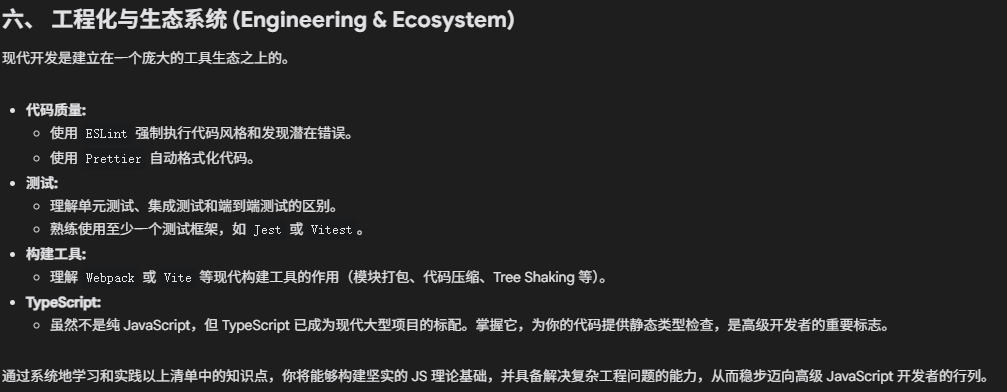 六、 工程化与生态系统 (Engineering & Ecosystem)
现代开发是建立在一个庞大的工具生态之上的。
• 代码质量:
◦ 使用 ESLint 强制执行代码风格和发现潜在错误。
◦ 使用 Prettier 自动格式化代码。
• 测试:
◦ 理解单元测试、集成测试和端到端测试的区别。
◦ 熟练使用至少一个测试框架，如 Jest 或 Vitest。
• 构建工具:
◦ 理解 Webpack 或 Vite 等现代构建工具的作用（模块打包、代码压缩、Tree Shaking 等）。
• TypeScript:
◦ 虽然不是纯 JavaScript，但 TypeScript 已成为现代大型项目的标配。掌握它，为你的代码提供静态类型检查，是高级开发者的重要标志。
通过系统地学习和实践以上清单中的知识点，你将能够构建坚实的 JS 理论基础，并具备解决复杂工程问题的能力，从而稳步迈向高级 JavaScript 开发者的行列。